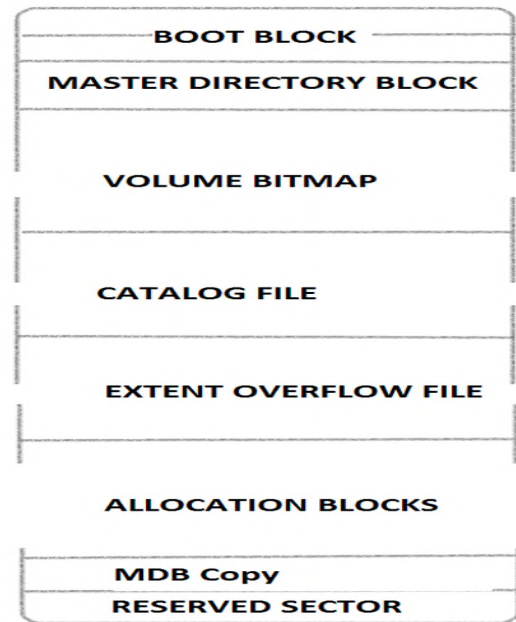 BOOT BLOCK
MASTER DIRECTORY BLOCK
VOLUME BITMAP
CATALOG FILE
EXTENT OVERFLOW FILE
ALLOCATION BLOCKS
MDB Copy
RESERVED SECTOR